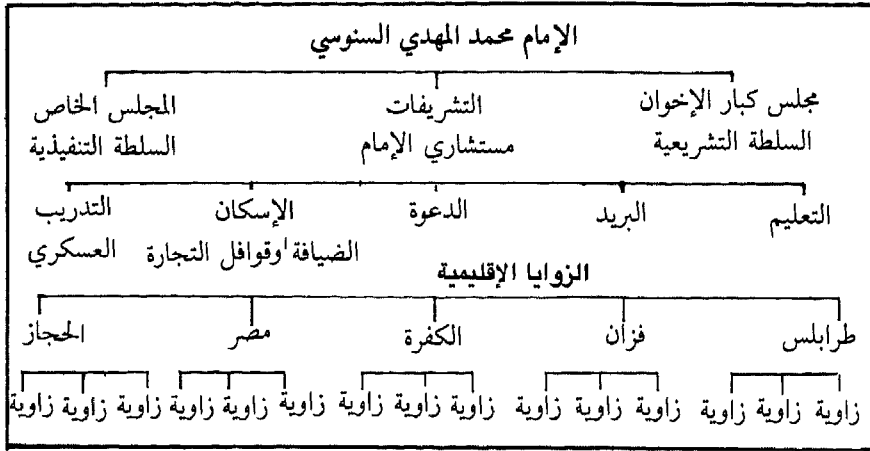 الإمام محمد المهدي السنوسي
مجلس كبار الإخوان التشريفات المجلس الخاص
السلطة التشريعية مستشاري الإمام السلطة التنفيذية
التعليم البريد الدعوة الإسكان التدريب
الضيافة وقوافل التجارة العسكري
الزوايا الإقليمية
طرابلس فزان الكفرة مصر الحجاز
زاوية زاوية زاوية زاوية زاوية زاوية زاوية زاوية زاوية زاوية زاوية زاوية زاوية زاوية زاوية